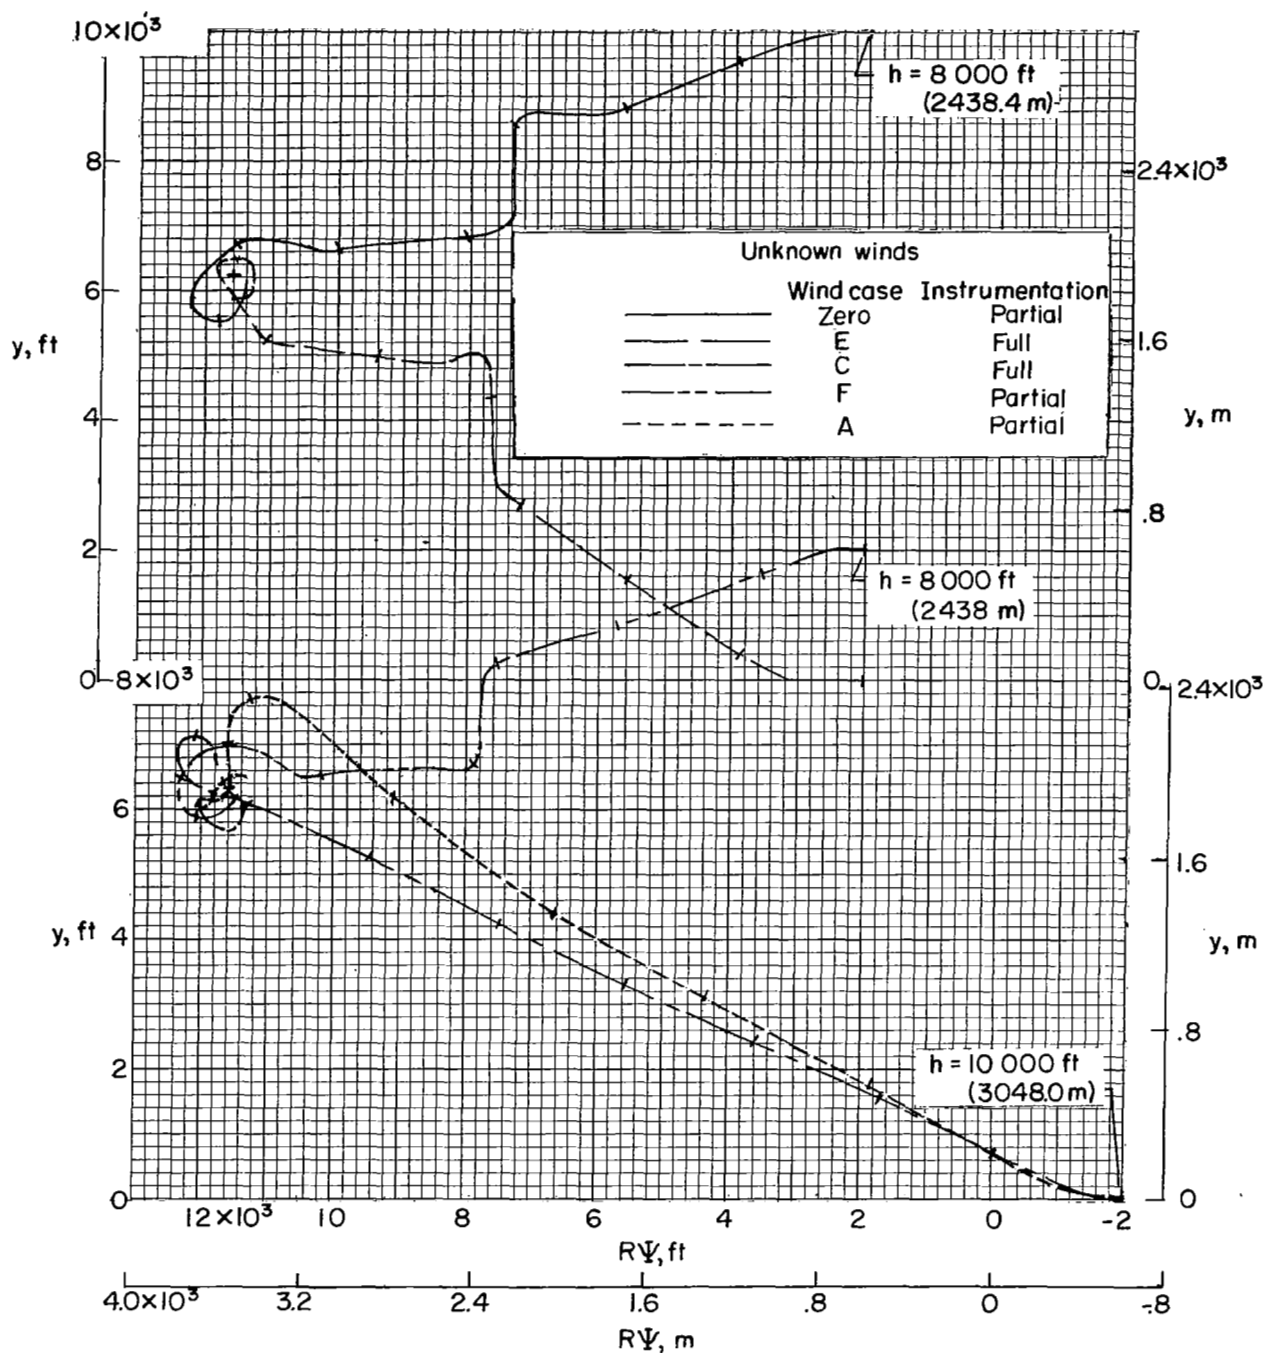 10×10³
h = 8 000 ft
(2438.4 m)
8
2.4×10³
Unknown winds
Wind case Instrumentation
Zero Partial
E Full
C Full
F Partial
A Partial
6
1.6
y, ft
4
y, m
.8
2
h = 8 000 ft
(2438 m)
0
0
8×10³
2.4×10³
6
1.6
y, ft
4
y, m
.8
2
h = 10 000 ft
(3048.0 m)
0
0
12×10³ 10 8 6 4 2 0 -2
RΨ, ft
4.0×10³ 3.2 2.4 1.6 .8 0 -.8
RΨ, m